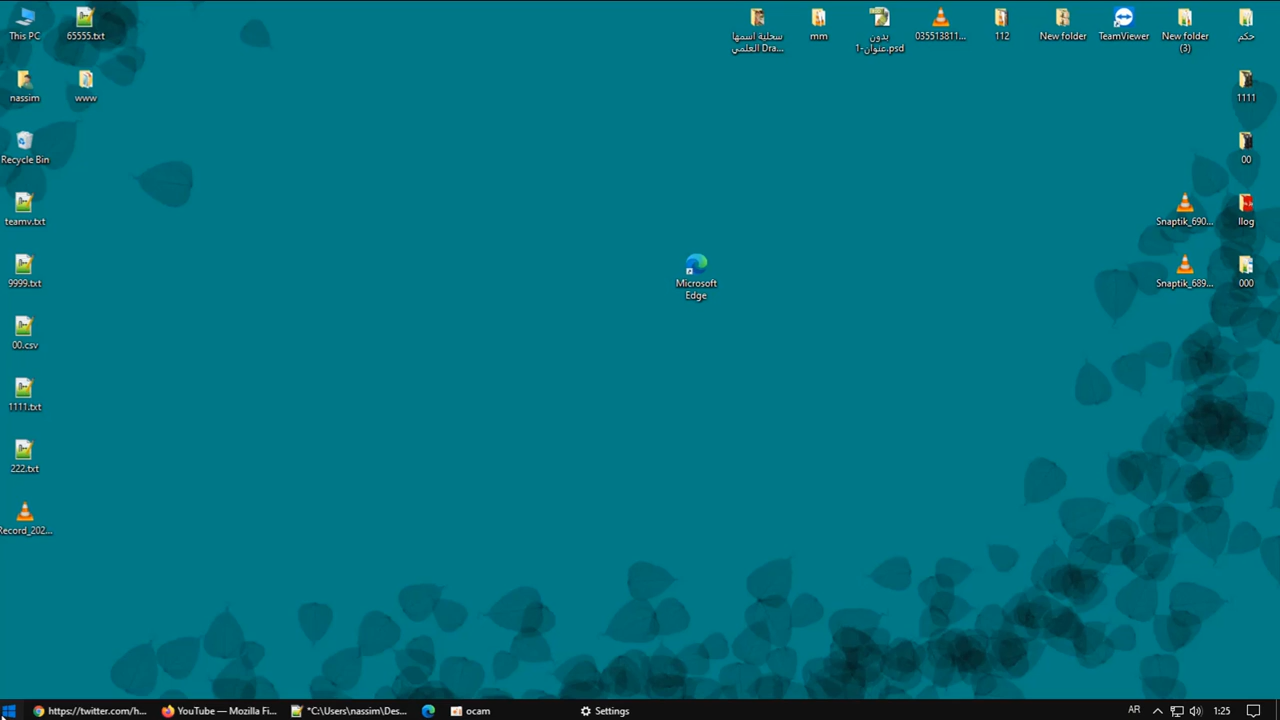 This PC
65555.txt
سحلية اسمها
العلمي Dra...
mm
بدون
عنوان-1.psd
035513811...
112
New folder
TeamViewer
New folder
(3)
حكم
nassim
www
1111
Recycle Bin
00
teamv.txt
Snaptik_690...
llog
9999.txt
Microsoft
Edge
Snaptik_689...
000
00.csv
1111.txt
222.txt
Record_202...
https://twitter.com/h...
YouTube — Mozilla Fi...
*C:\Users\nassim\Des...
ocam
Settings
AR
1:25